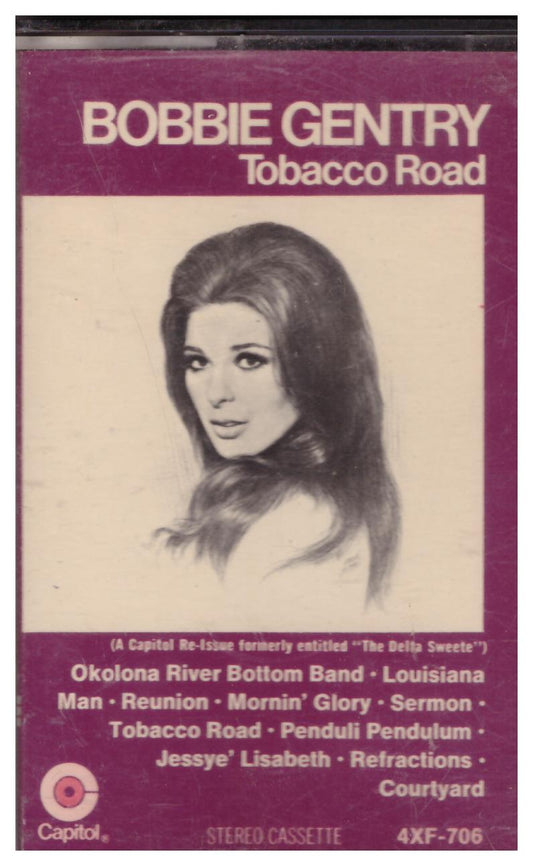 BOBBIE GENTRY
Tobacco Road
(A Capitol Re-Issue formerly entitled "The Delta Sweete")
Okolona River Bottom Band • Louisiana
Man • Reunion • Mornin' Glory • Sermon •
Tobacco Road • Penduli Pendulum •
Jessye' Lisabeth • Refractions •
Courtyard
Capitol®
STEREO CASSETTE
4XF-706